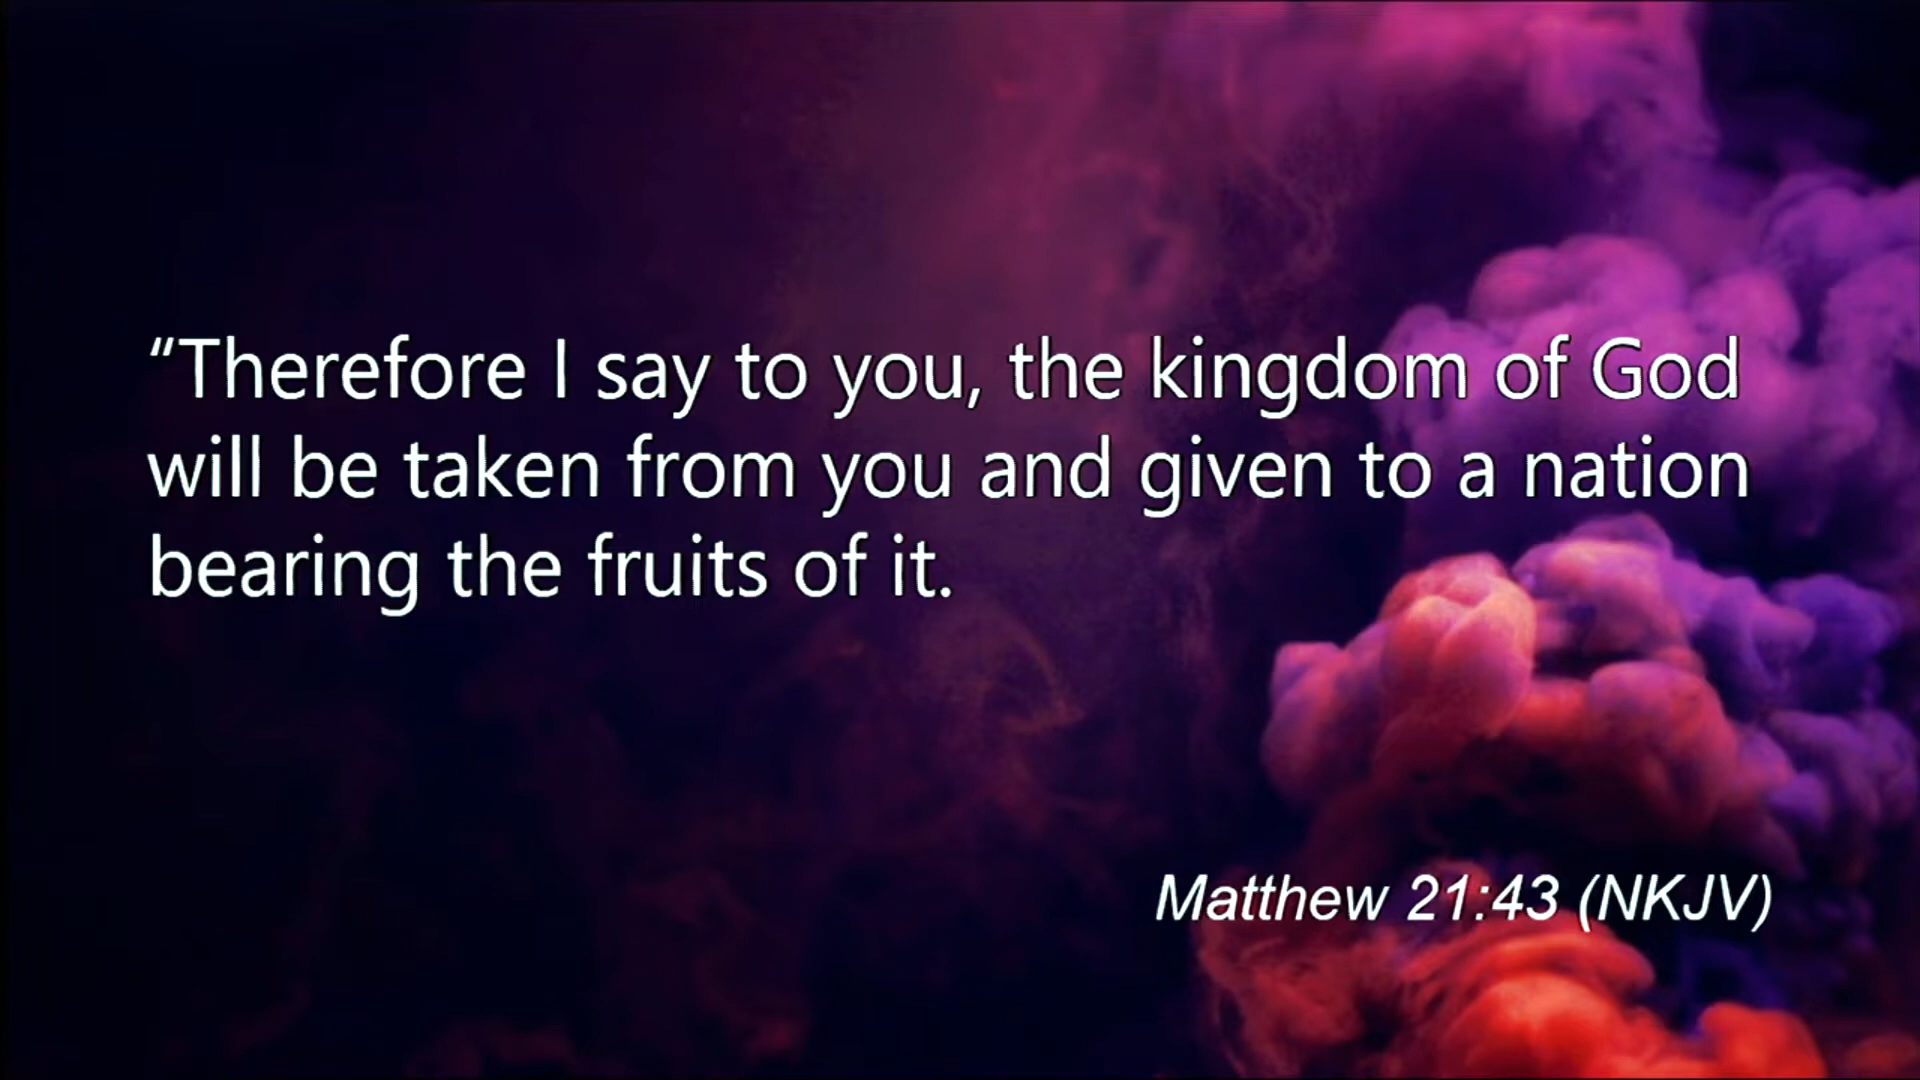 “Therefore I say to you, the kingdom of God
will be taken from you and given to a nation
bearing the fruits of it.
Matthew 21:43 (NKJV)